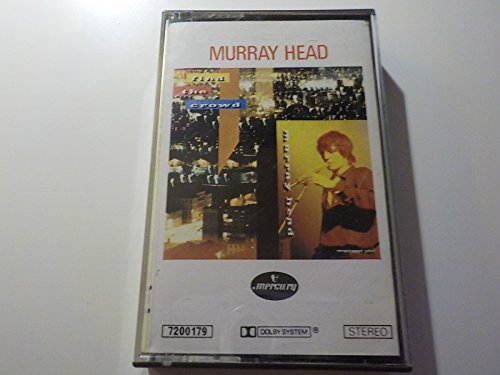 MURRAY HEAD
find
the
crowd
murray head
mercury
7200179
DOLBY SYSTEM ®
STEREO